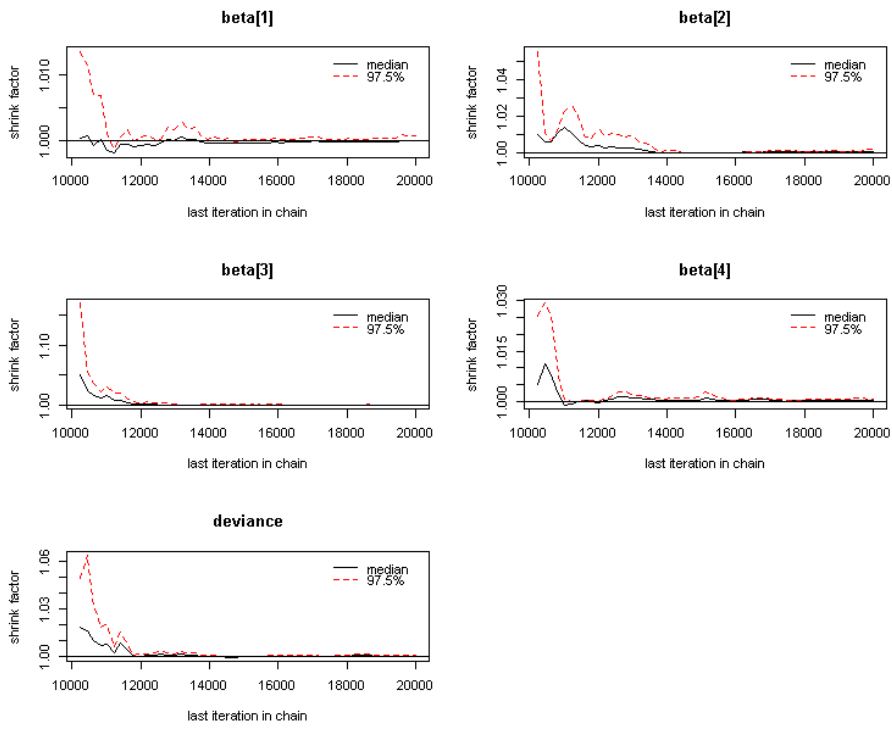 beta[1]
shrink factor
1.000 1.010
median
97.5%
10000 12000 14000 16000 18000 20000
last iteration in chain
beta[2]
shrink factor
1.00 1.02 1.04
median
97.5%
10000 12000 14000 16000 18000 20000
last iteration in chain
beta[3]
shrink factor
1.00 1.10
median
97.5%
10000 12000 14000 16000 18000 20000
last iteration in chain
beta[4]
shrink factor
1.000 1.015 1.030
median
97.5%
10000 12000 14000 16000 18000 20000
last iteration in chain
deviance
shrink factor
1.00 1.03 1.06
median
97.5%
10000 12000 14000 16000 18000 20000
last iteration in chain